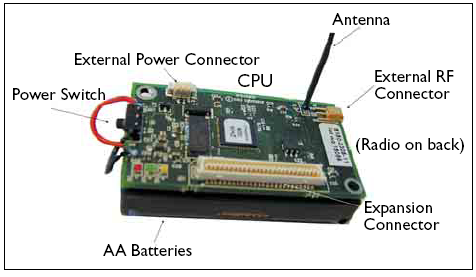 Antenna
External Power Connector
CPU
External RF
Connector
Power Switch
(Radio on back)
Expansion
Connector
AA Batteries